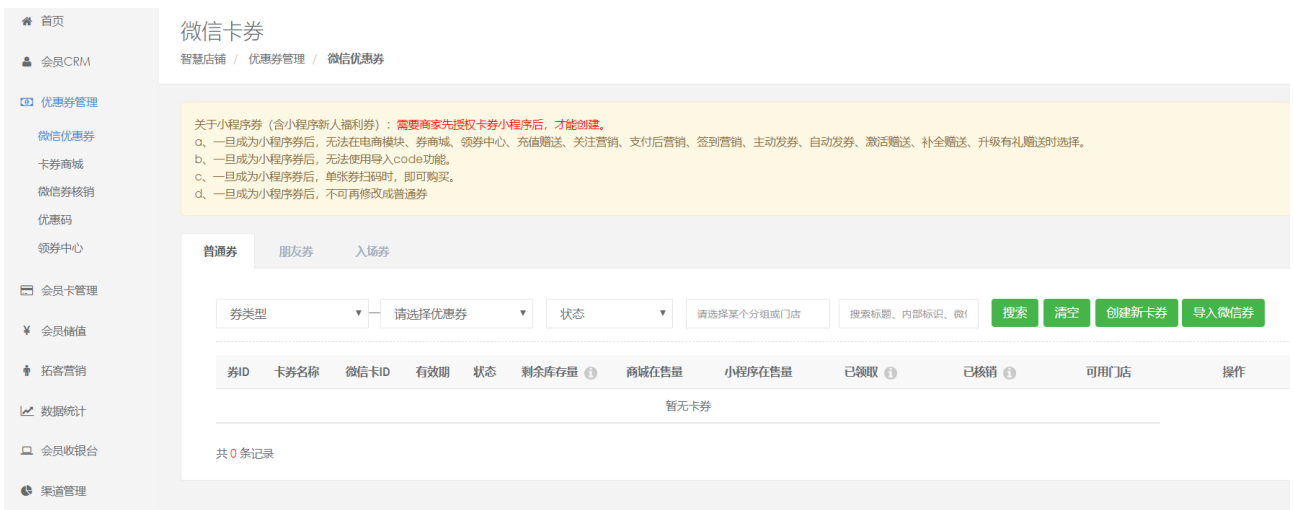 首页
会员CRM
优惠券管理
微信优惠券
卡券商城
微信券核销
优惠码
领券中心
会员卡管理
会员储值
拓客营销
数据统计
会员收银台
渠道管理
微信卡券
智慧店铺 / 优惠券管理 / 微信优惠券
关于小程序券（含小程序新人福利券）：需要商家先授权卡券小程序后，才能创建。
a、一旦成为小程序券后，无法在电商模块、券商城、领券中心、充值赠送、关注营销、支付后营销、签到营销、主动发券、自动发券、激活赠送、补全赠送、升级有礼赠送时选择。
b、一旦成为小程序券后，无法使用导入code功能。
c、一旦成为小程序券后，单张券扫码时，即可购买。
d、一旦成为小程序券后，不可再修改成普通券
普通券 朋友券 入场券
券类型 — 请选择优惠券 状态 请选择某个分组或门店 搜索标题、内部标识、微信 搜索 清空 创建新卡券 导入微信券
券ID 卡券名称 微信卡ID 有效期 状态 剩余库存量 商城在售量 小程序在售量 已领取 已核销 可用门店 操作
暂无卡券
共 0 条记录